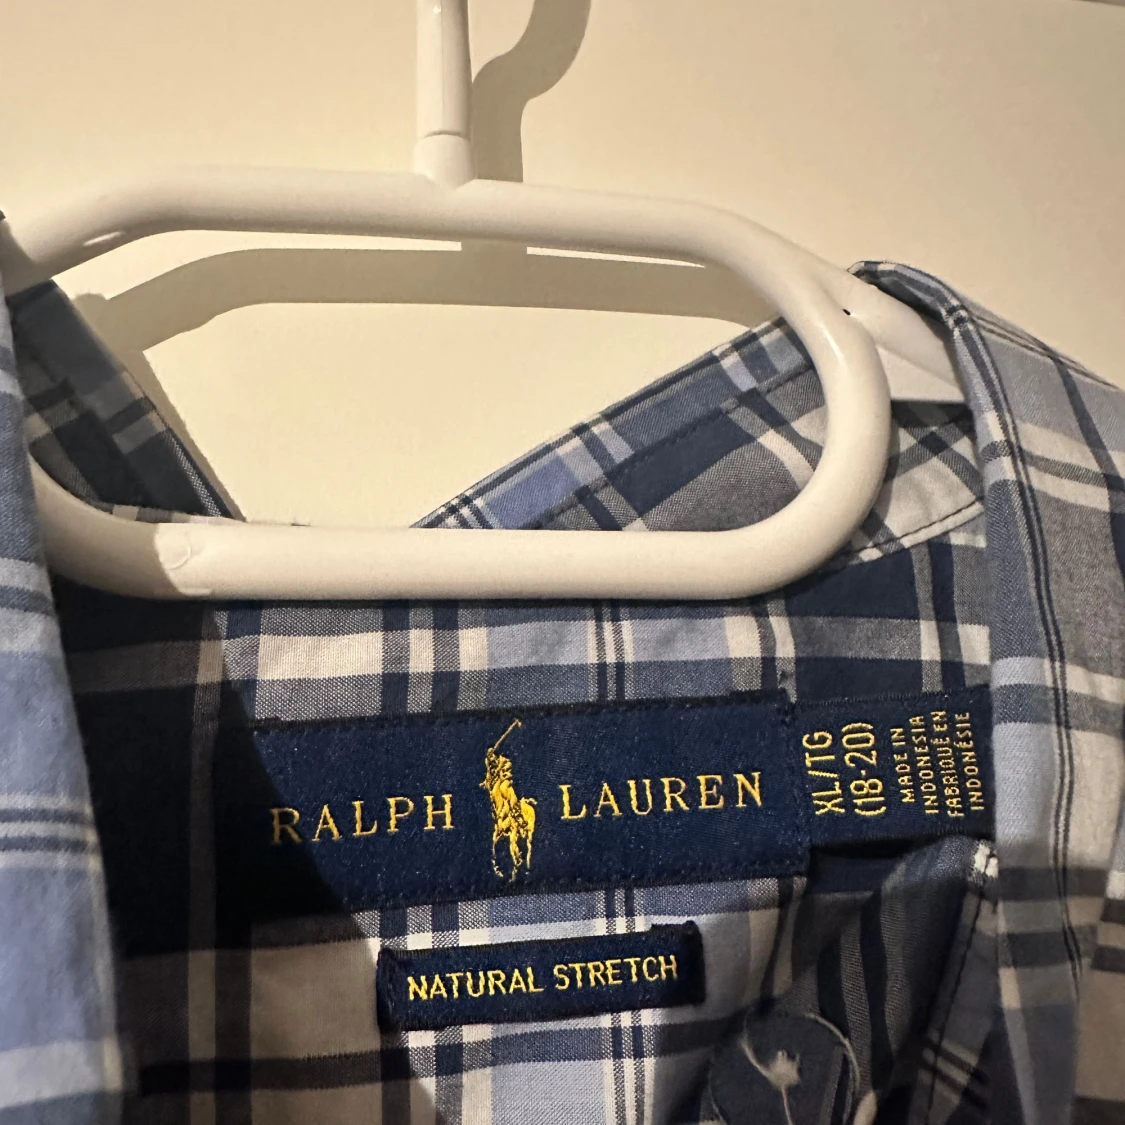 RALPH LAUREN
XL/TG
(18-20)
MADE IN
INDONESIA
FABRIQUÉ EN
INDONÉSIE
NATURAL STRETCH